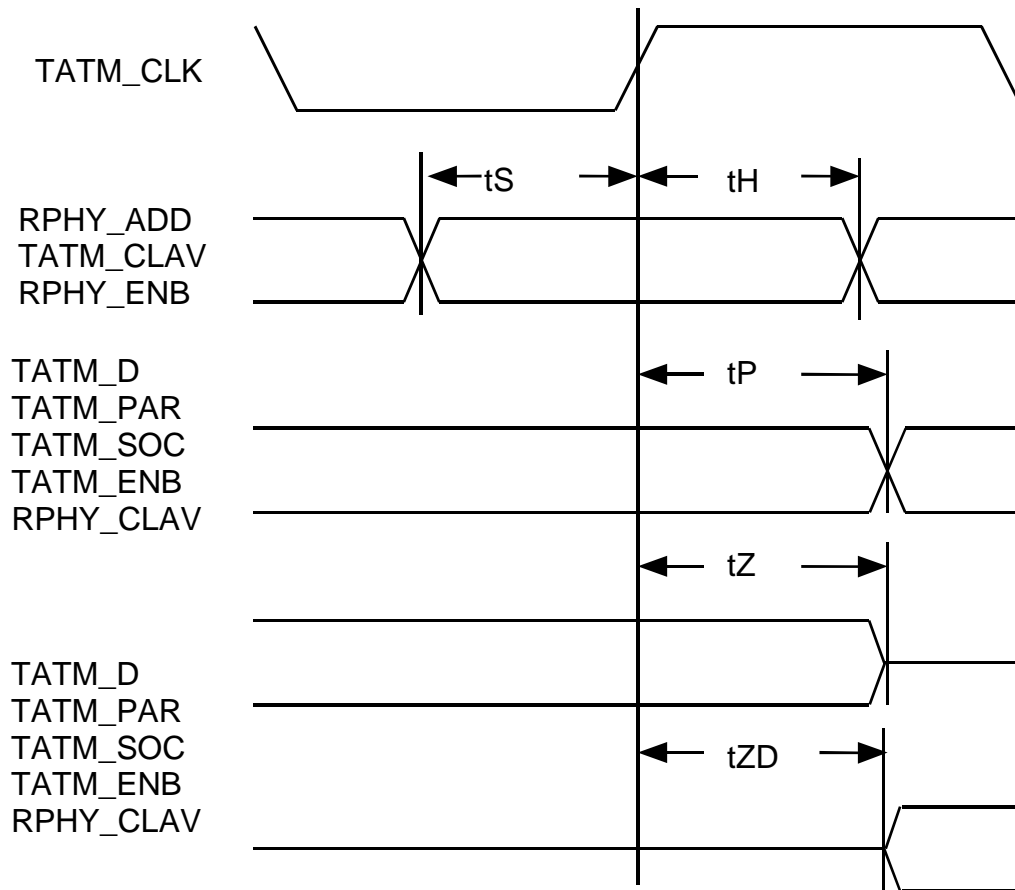 TATM_CLK
tS
tH
RPHY_ADD
TATM_CLAV
RPHY_ENB
TATM_D
TATM_PAR
TATM_SOC
TATM_ENB
RPHY_CLAV
tP
tZ
TATM_D
TATM_PAR
TATM_SOC
TATM_ENB
RPHY_CLAV
tZD